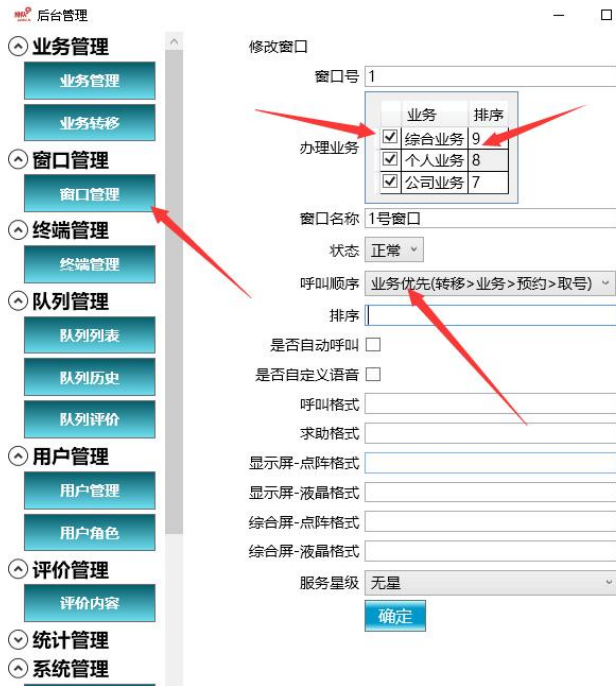 后台管理
业务管理
业务管理
业务转移
窗口管理
窗口管理
终端管理
终端管理
队列管理
队列列表
队列历史
队列评价
用户管理
用户管理
用户角色
评价管理
评价内容
统计管理
系统管理
修改窗口
窗口号 1
办理业务
业务 排序
综合业务 9
个人业务 8
公司业务 7
窗口名称 1号窗口
状态 正常
呼叫顺序 业务优先(转移>业务>预约>取号)
排序
是否自动呼叫
是否自定义语音
呼叫格式
求助格式
显示屏-点阵格式
显示屏-液晶格式
综合屏-点阵格式
综合屏-液晶格式
服务星级 无星
确定